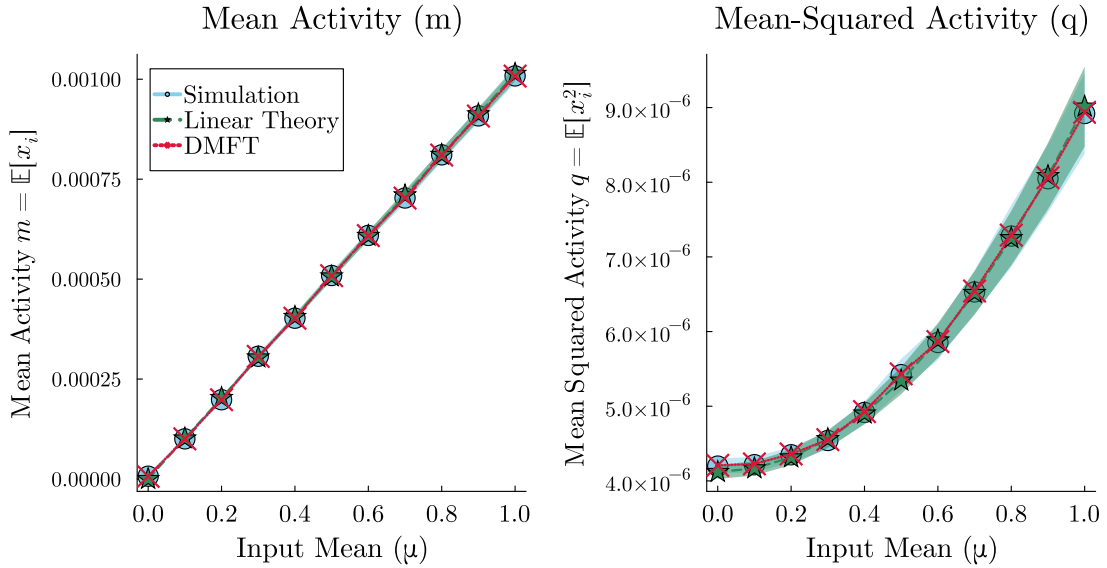 Mean Activity (m)
Mean Activity m = 𝔼[xᵢ]
0.00100
0.00075
0.00050
0.00025
0.00000
Simulation
Linear Theory
DMFT
0.0 0.2 0.4 0.6 0.8 1.0
Input Mean (μ)
Mean-Squared Activity (q)
Mean Squared Activity q = 𝔼[xᵢ²]
9.0×10⁻⁶
8.0×10⁻⁶
7.0×10⁻⁶
6.0×10⁻⁶
5.0×10⁻⁶
4.0×10⁻⁶
0.0 0.2 0.4 0.6 0.8 1.0
Input Mean (μ)